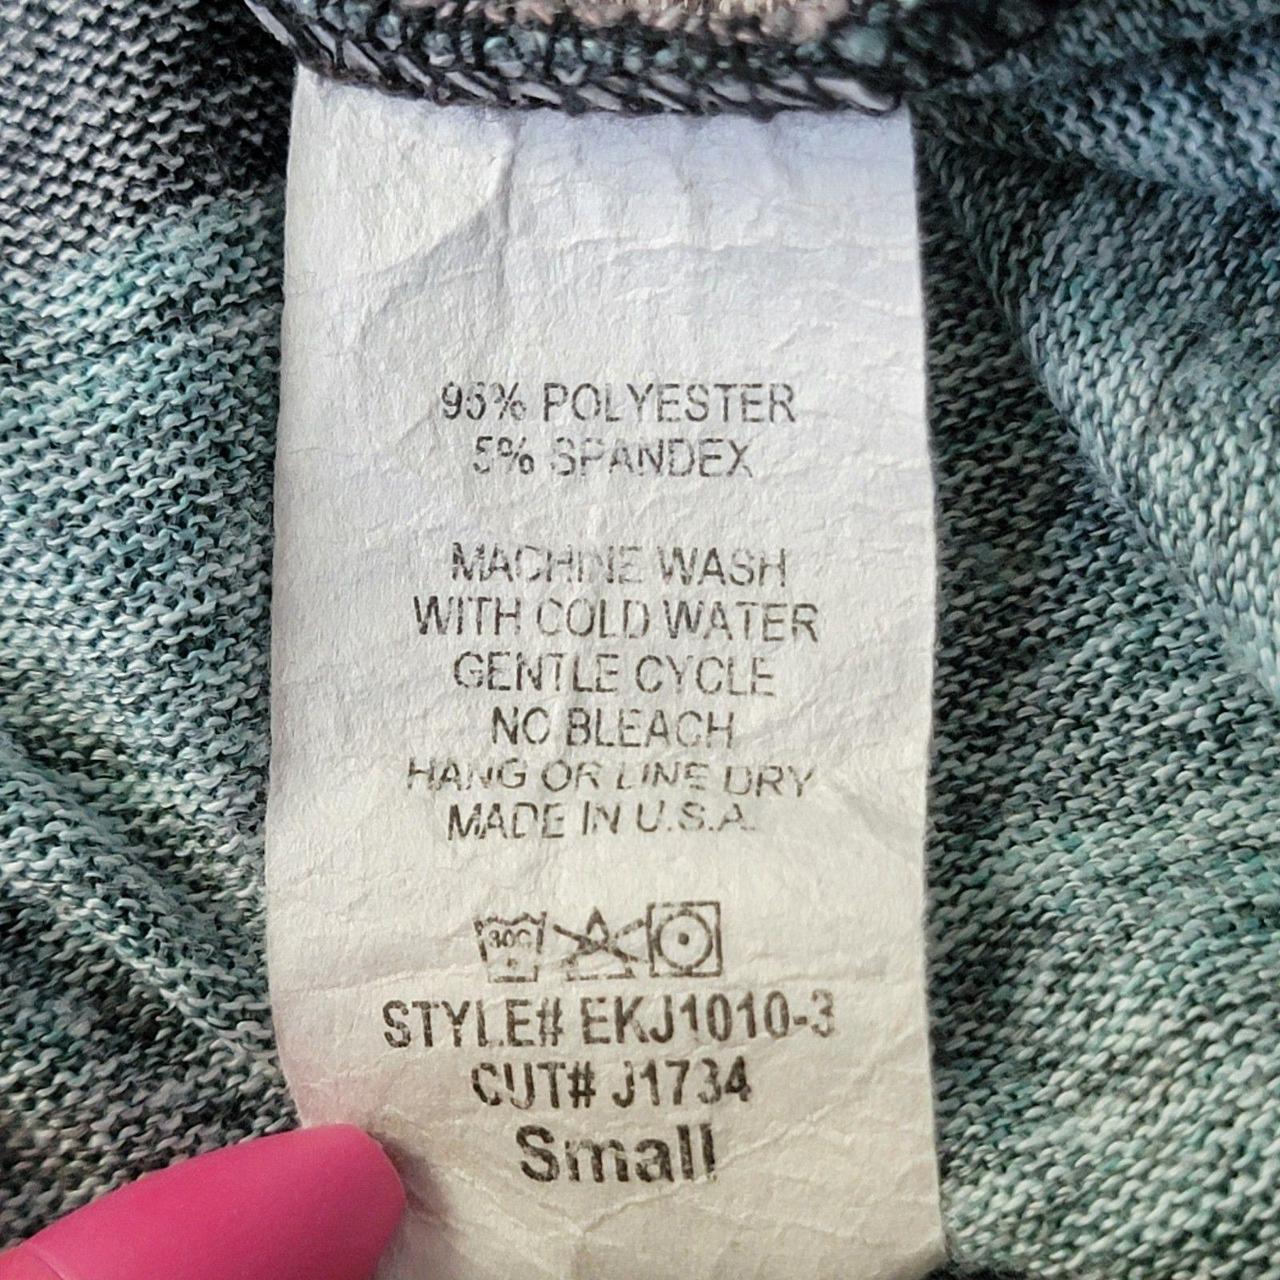 95% POLYESTER
5% SPANDEX
MACHINE WASH
WITH COLD WATER
GENTLE CYCLE
NO BLEACH
HANG OR LINE DRY
MADE IN U.S.A.
30C
STYLE# EKJ1010-3
CUT# J1734
Small